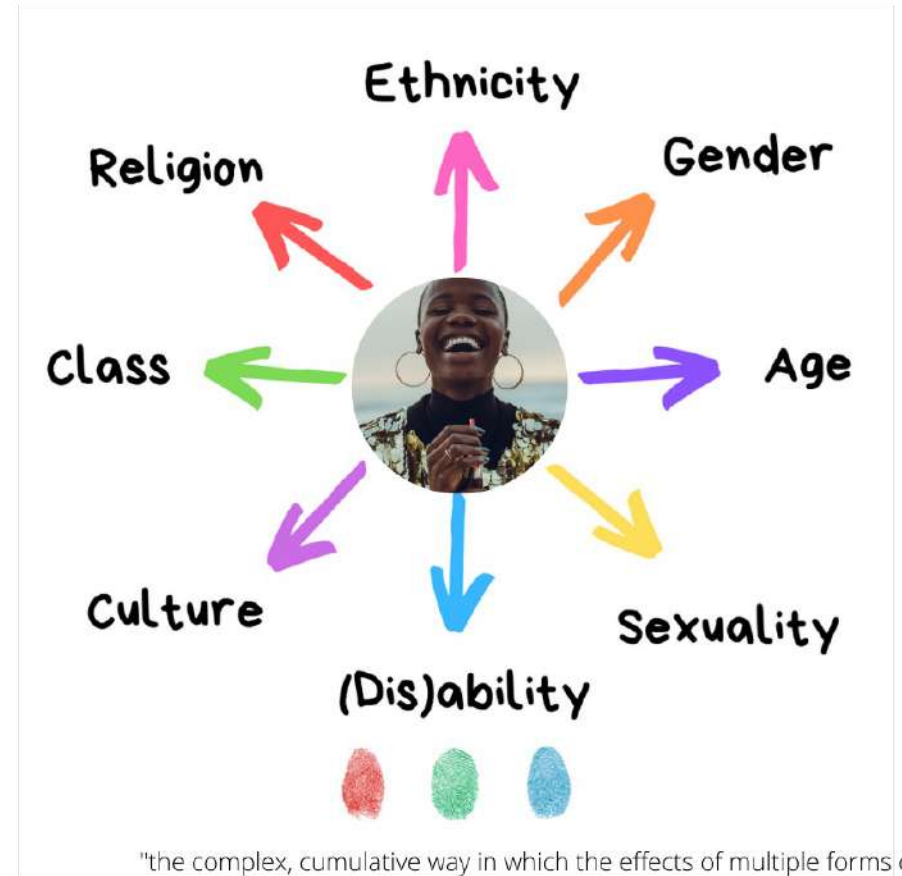 Ethnicity
Religion
Gender
Class
Age
Culture
Sexuality
(Dis)ability
"the complex, cumulative way in which the effects of multiple forms